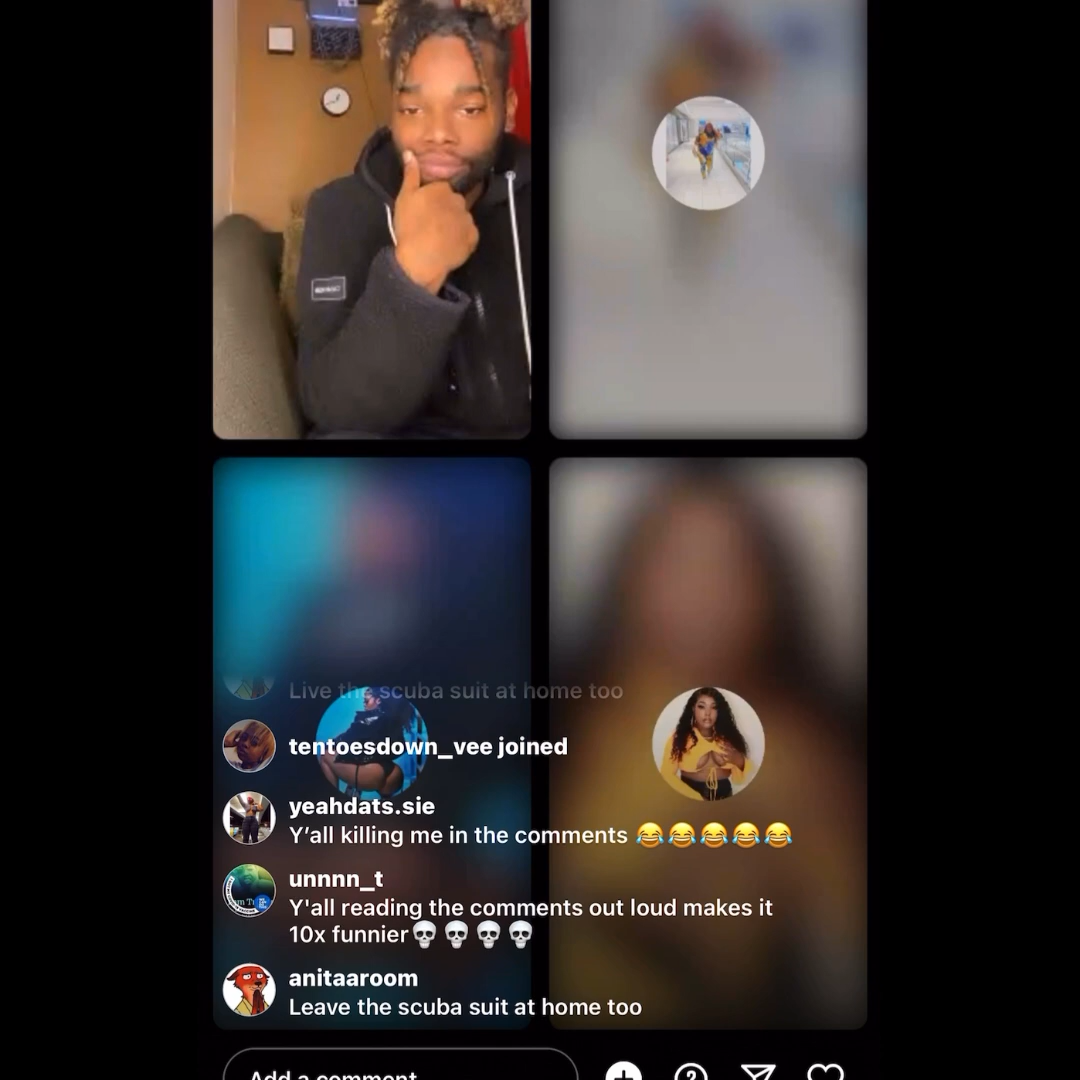 Live the scuba suit at home too
tentoesdown_vee joined
yeahdats.sie
Y'all killing me in the comments 😂😂😂😂😂
unnnn_t
Y'all reading the comments out loud makes it
10x funnier💀💀💀💀
anitaaroom
Leave the scuba suit at home too
Add a comment